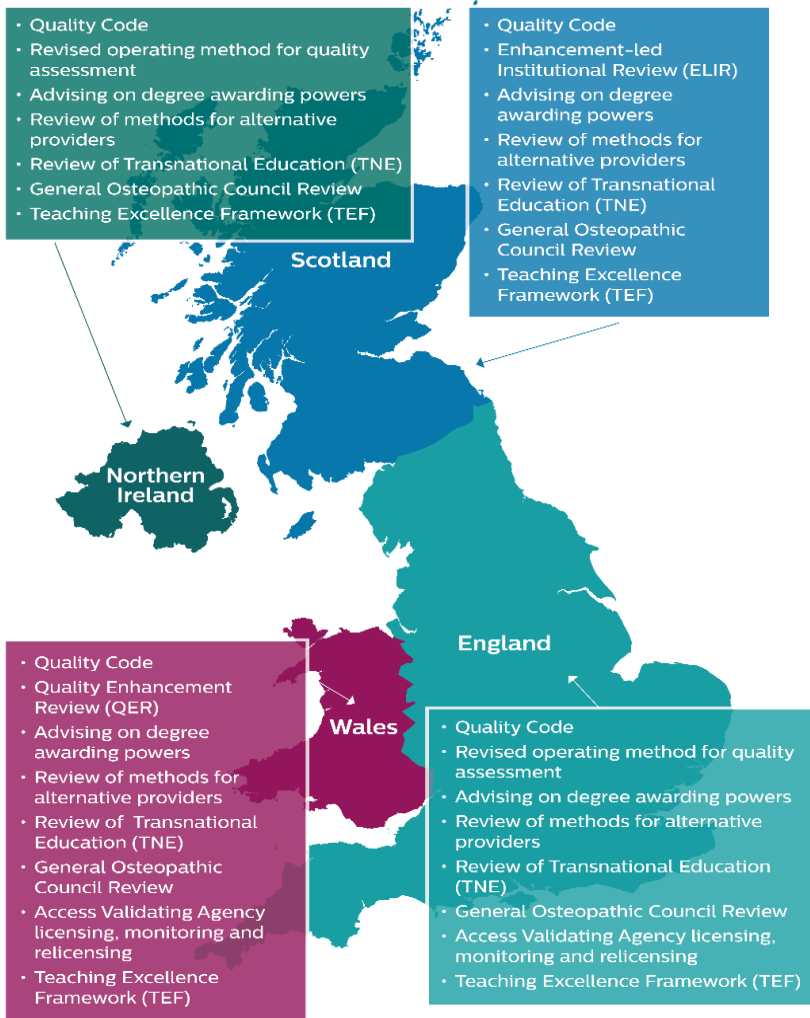 • Quality Code
• Revised operating method for quality
assessment
• Advising on degree awarding powers
• Review of methods for alternative
providers
• Review of Transnational Education (TNE)
• General Osteopathic Council Review
• Teaching Excellence Framework (TEF)
• Quality Code
• Enhancement-led
Institutional Review (ELIR)
• Advising on degree
awarding powers
• Review of methods for
alternative providers
• Review of Transnational
Education (TNE)
• General Osteopathic
Council Review
• Teaching Excellence
Framework (TEF)
Scotland
Northern
Ireland
England
Wales
• Quality Code
• Quality Enhancement
Review (QER)
• Advising on degree
awarding powers
• Review of methods for
alternative providers
• Review of Transnational
Education (TNE)
• General Osteopathic
Council Review
• Access Validating Agency
licensing, monitoring and
relicensing
• Teaching Excellence
Framework (TEF)
• Quality Code
• Revised operating method for quality
assessment
• Advising on degree awarding powers
• Review of methods for alternative
providers
• Review of Transnational Education
(TNE)
• General Osteopathic Council Review
• Access Validating Agency licensing,
monitoring and relicensing
• Teaching Excellence Framework (TEF)